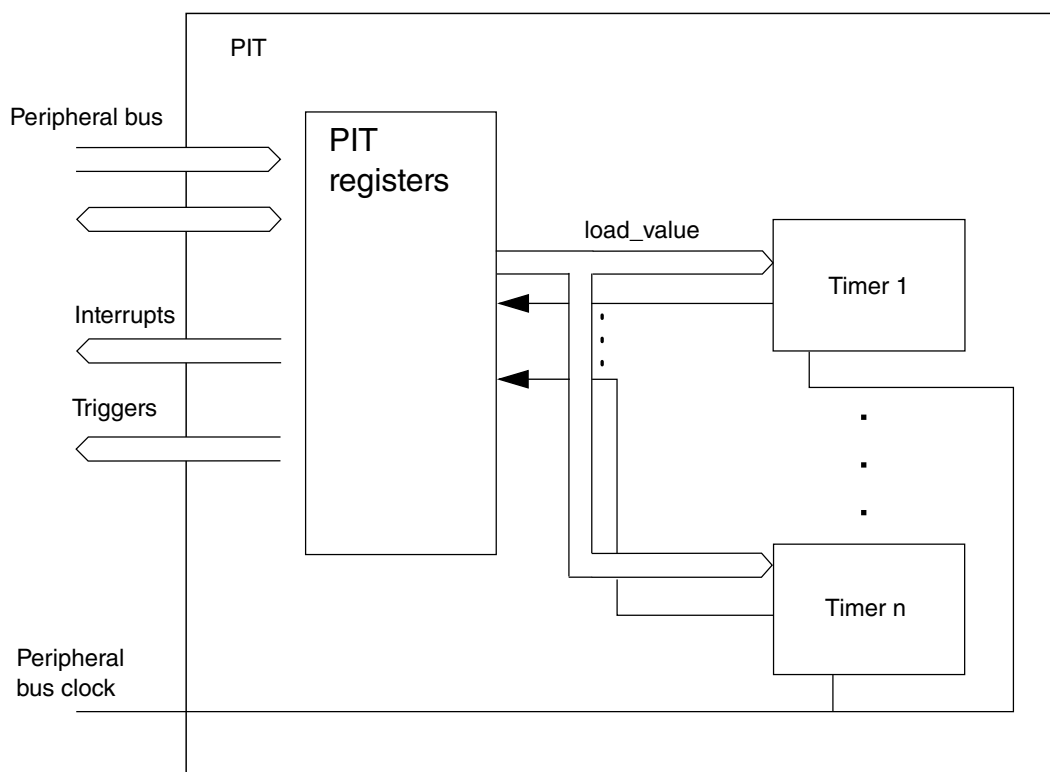 PIT
Peripheral bus
PIT
registers
load_value
Timer 1
Interrupts
Triggers
Timer n
Peripheral
bus clock